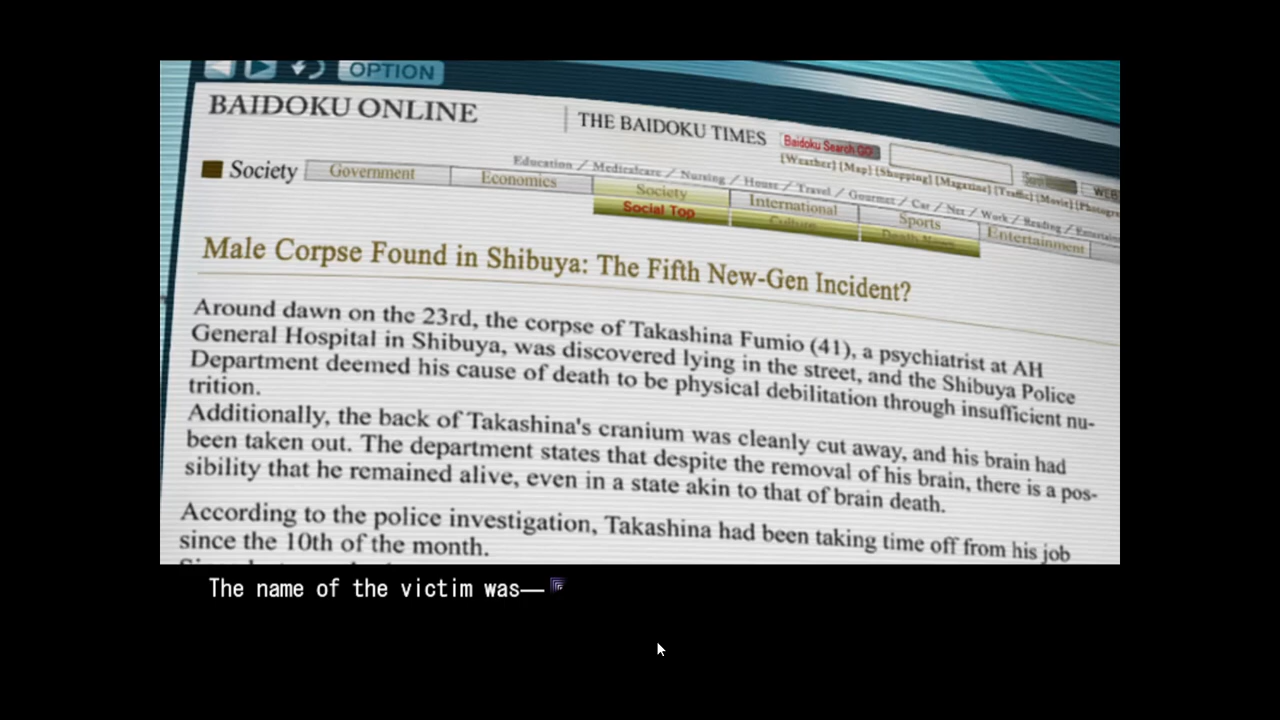 OPTION
BAIDOKU ONLINE
THE BAIDOKU TIMES
Baidoku Search GO
[Weather] [Map] [Shopping] [Magazine] [Traffic] [Movie]
Education / Medicalcare / Nursing / House / Travel / Gourmet / Car / Net / Work / Reading /
Society
Government
Economics
Society
International
Sports
Entertainment
Social Top
Culture
Male Corpse Found in Shibuya: The Fifth New-Gen Incident?
Around dawn on the 23rd, the corpse of Takashina Fumio (41), a psychiatrist at AH
General Hospital in Shibuya, was discovered lying in the street, and the Shibuya Police
Department deemed his cause of death to be physical debilitation through insufficient nu-
trition.
Additionally, the back of Takashina's cranium was cleanly cut away, and his brain had
been taken out. The department states that despite the removal of his brain, there is a pos-
sibility that he remained alive, even in a state akin to that of brain death.
According to the police investigation, Takashina had been taking time off from his job
since the 10th of the month.
The name of the victim was—